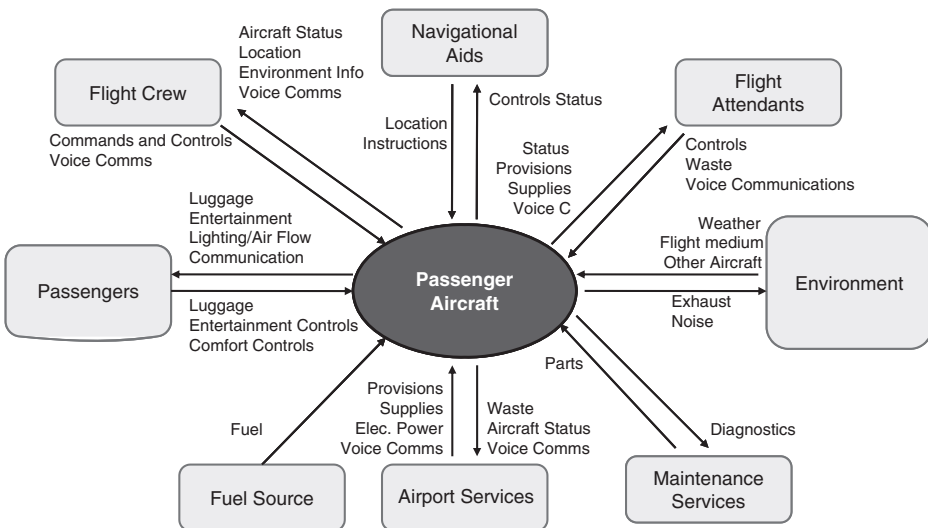 Aircraft Status
Location
Environment Info
Voice Comms
Navigational
Aids
Flight Crew
Flight
Attendants
Controls Status
Commands and Controls
Voice Comms
Location
Instructions
Status
Provisions
Supplies
Voice C
Controls
Waste
Voice Communications
Luggage
Entertainment
Lighting/Air Flow
Communication
Weather
Flight medium
Other Aircraft
Passengers
Passenger
Aircraft
Environment
Luggage
Entertainment Controls
Comfort Controls
Exhaust
Noise
Parts
Fuel
Provisions
Supplies
Elec. Power
Voice Comms
Waste
Aircraft Status
Voice Comms
Diagnostics
Fuel Source
Airport Services
Maintenance
Services